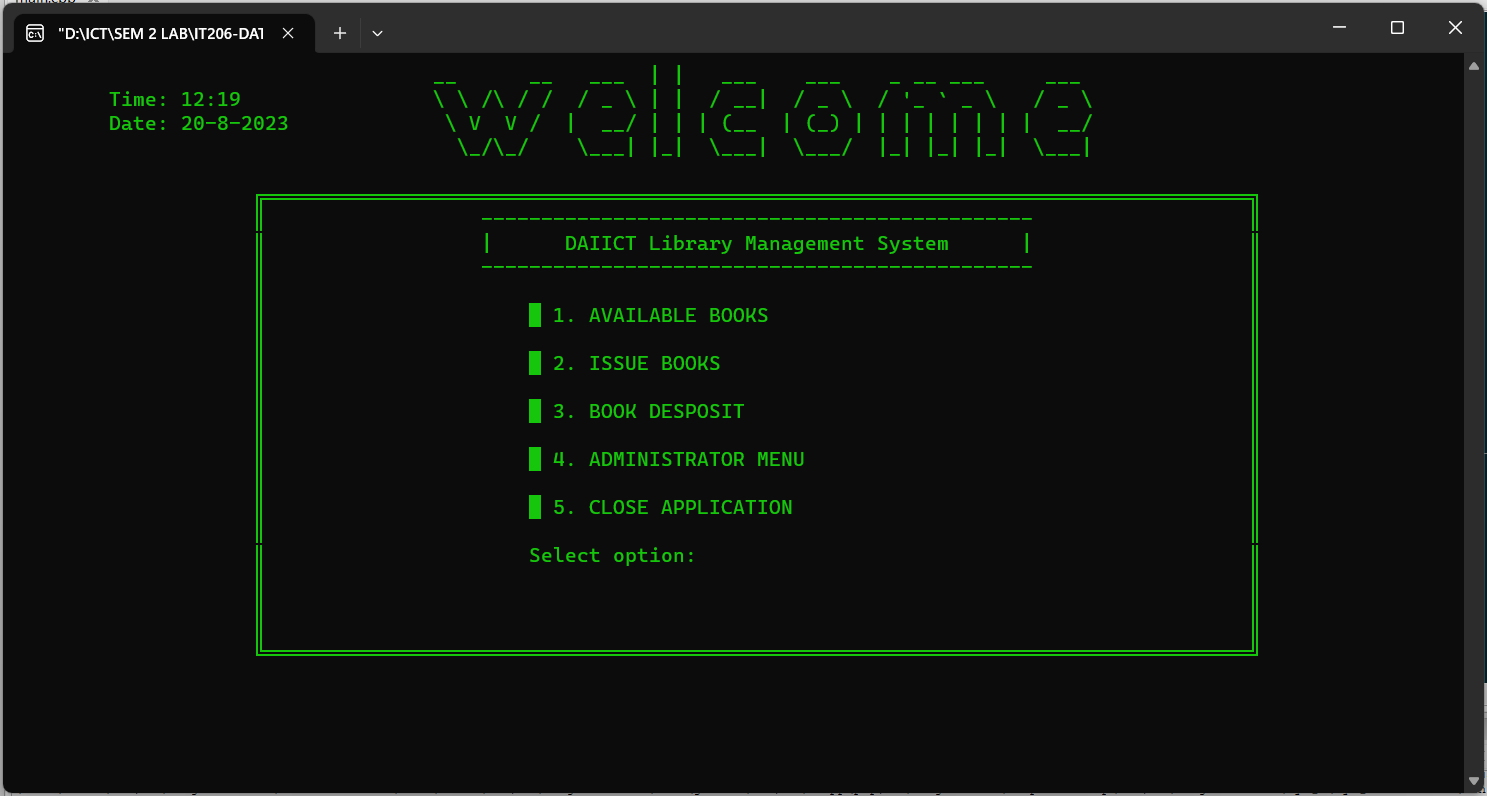 "D:\ICT\SEM 2 LAB\IT206-DAT
welcome
Time: 12:19
Date: 20-8-2023
DAIICT Library Management System
1. AVAILABLE BOOKS
2. ISSUE BOOKS
3. BOOK DESPOSIT
4. ADMINISTRATOR MENU
5. CLOSE APPLICATION
Select option: